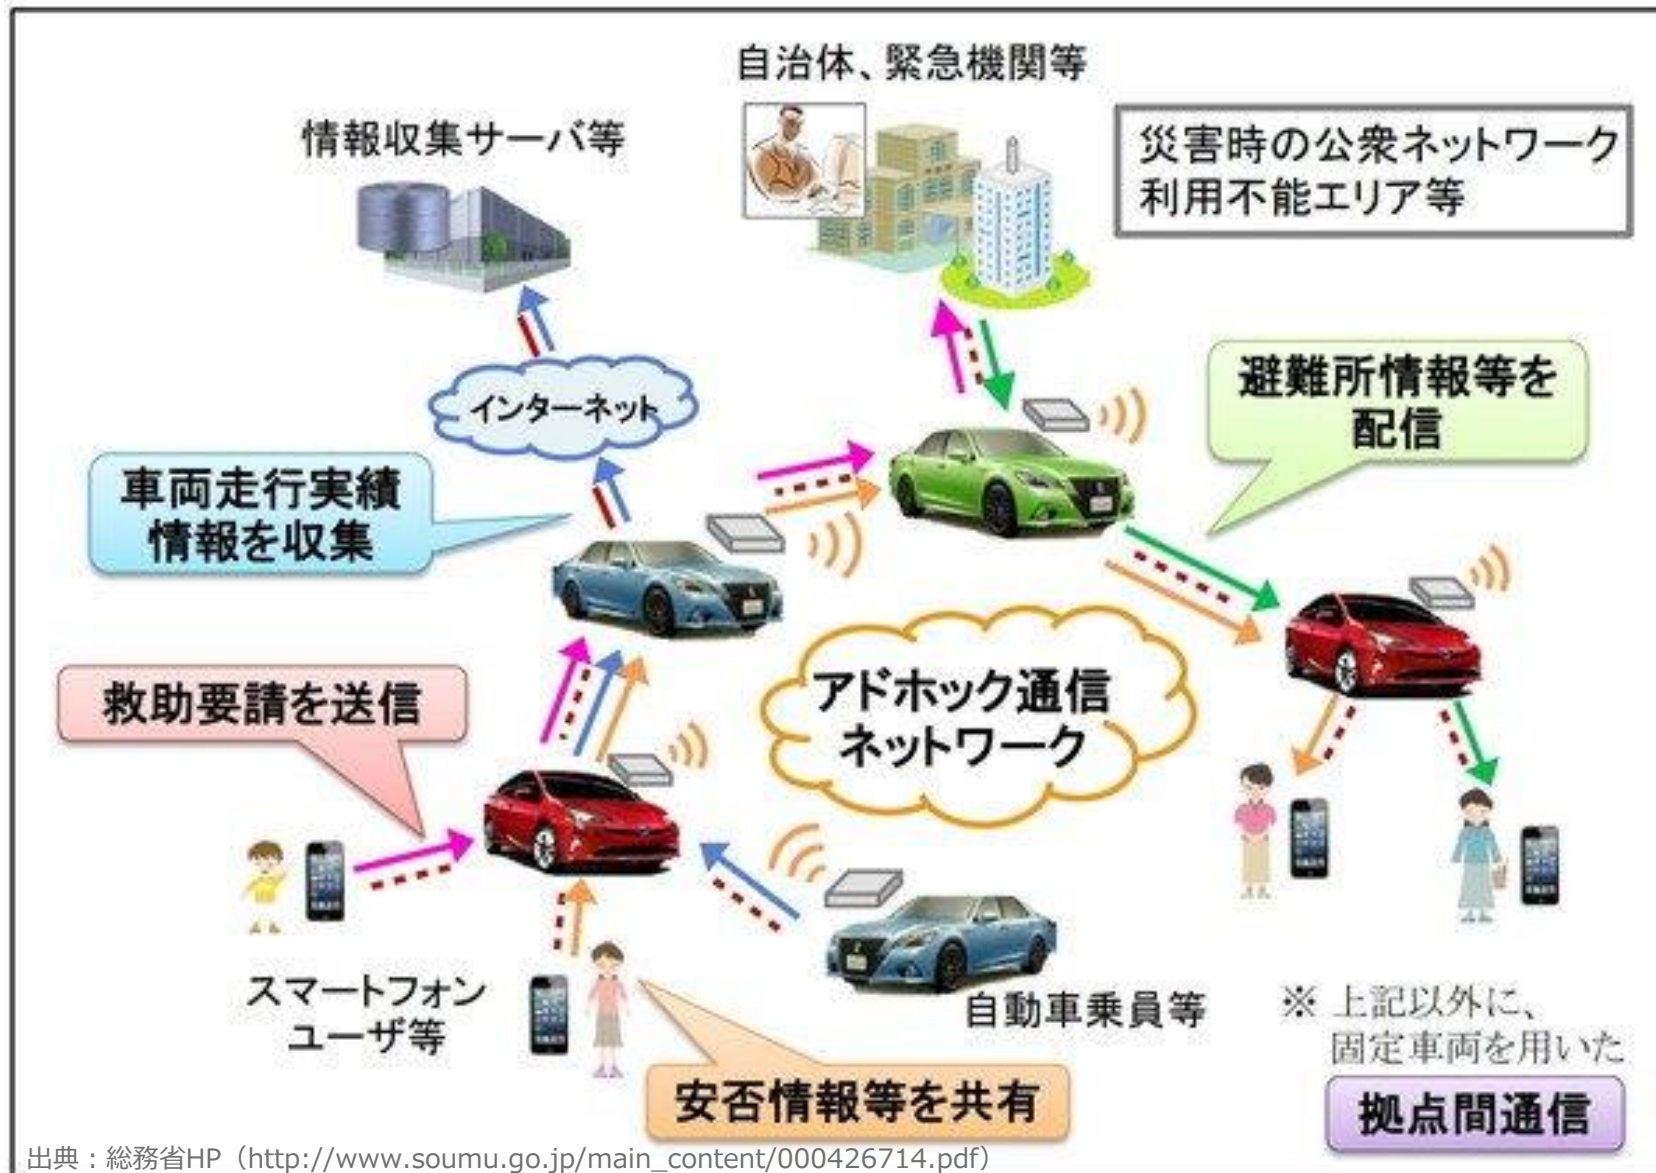 自治体、緊急機関等
情報収集サーバ等
災害時の公衆ネットワーク
利用不能エリア等
インターネット
避難所情報等を
配信
車両走行実績
情報を収集
救助要請を送信
アドホック通信
ネットワーク
スマートフォン
ユーザ等
自動車乗員等
※ 上記以外に、
固定車両を用いた
安否情報等を共有
拠点間通信
出典：総務省HP（http://www.soumu.go.jp/main_content/000426714.pdf）